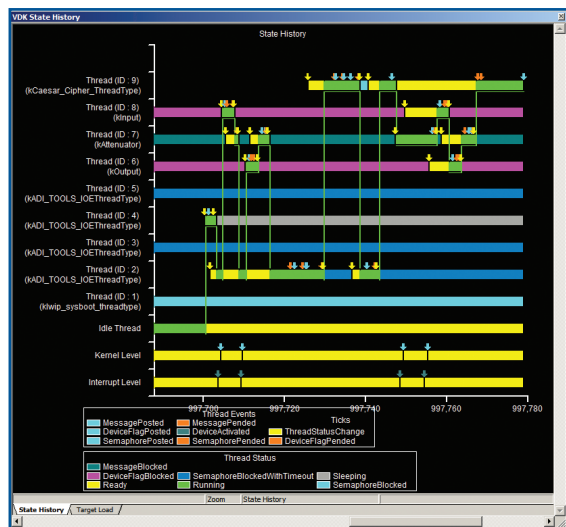 VDK State History
State History
Thread (ID : 9)
(kCaesar_Cipher_ThreadType)
Thread (ID : 8)
(kInput)
Thread (ID : 7)
(kAttenuator)
Thread (ID : 6)
(kOutput)
Thread (ID : 5)
(kADI_TOOLS_IOEThreadType)
Thread (ID : 4)
(kADI_TOOLS_IOEThreadType)
Thread (ID : 3)
(kADI_TOOLS_IOEThreadType)
Thread (ID : 2)
(kADI_TOOLS_IOEThreadType)
Thread (ID : 1)
(klwip_sysboot_threadtype)
Idle Thread
Kernel Level
Interrupt Level
997,700 997,720 997,740 997,760 997,780
Thread Events
Ticks
MessagePosted MessagePended
DeviceFlagPosted DeviceActivated ThreadStatusChange
SemaphorePosted SemaphorePended DeviceFlagPended
Thread Status
MessageBlocked
DeviceFlagBlocked SemaphoreBlockedWithTimeout Sleeping
Ready Running SemaphoreBlocked
Zoom State History
State History Target Load